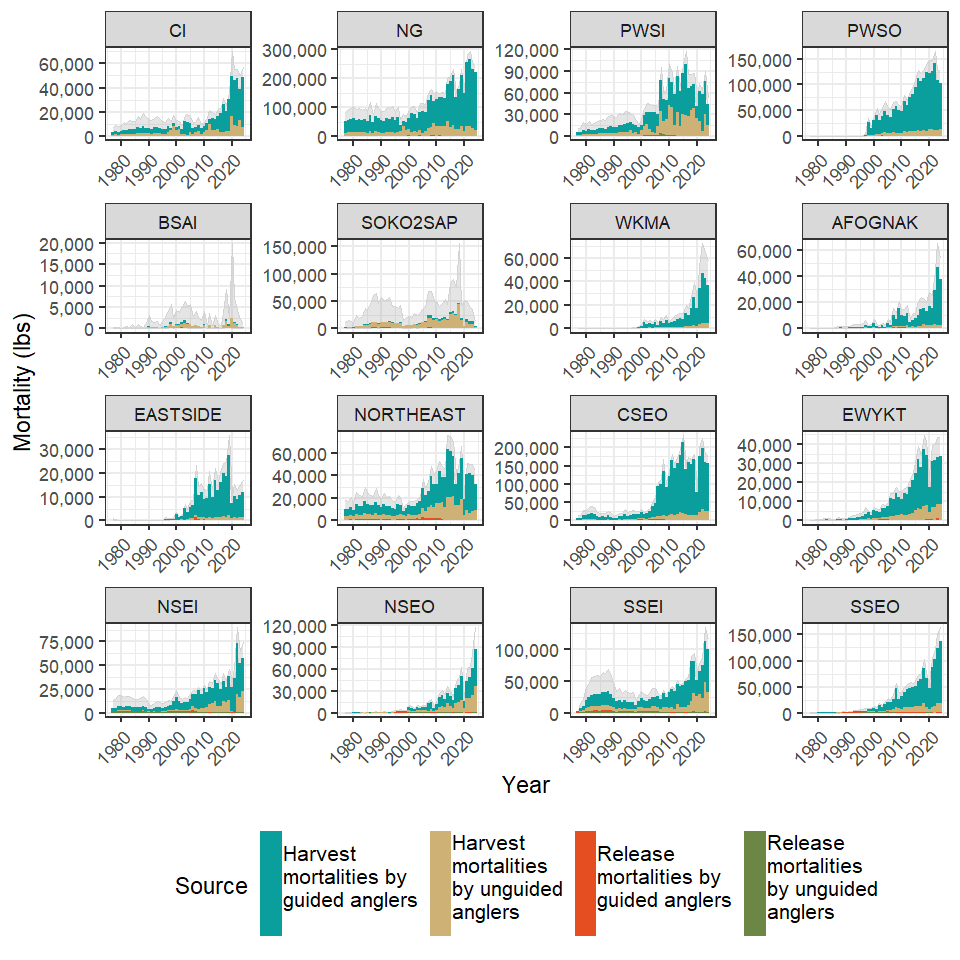 CI NG PWSI PWSO
60,000 40,000 20,000 0
300,000 200,000 100,000 0
120,000 90,000 60,000 30,000 0
150,000 100,000 50,000 0
1980 1990 2000 2010 2020
1980 1990 2000 2010 2020
1980 1990 2000 2010 2020
1980 1990 2000 2010 2020
BSAI SOKO2SAP WKMA AFOGNAK
20,000 15,000 10,000 5,000 0
150,000 100,000 50,000 0
60,000 40,000 20,000 0
60,000 40,000 20,000 0
1980 1990 2000 2010 2020
1980 1990 2000 2010 2020
1980 1990 2000 2010 2020
1980 1990 2000 2010 2020
Mortality (lbs)
EASTSIDE NORTHEAST CSEO EWYKT
30,000 20,000 10,000 0
60,000 40,000 20,000 0
200,000 150,000 100,000 50,000 0
40,000 30,000 20,000 10,000 0
1980 1990 2000 2010 2020
1980 1990 2000 2010 2020
1980 1990 2000 2010 2020
1980 1990 2000 2010 2020
NSEI NSEO SSEI SSEO
75,000 50,000 25,000 0
120,000 90,000 60,000 30,000 0
100,000 50,000 0
150,000 100,000 50,000 0
1980 1990 2000 2010 2020
1980 1990 2000 2010 2020
1980 1990 2000 2010 2020
1980 1990 2000 2010 2020
Year
Source
Harvest
mortalities by
guided anglers
Harvest
mortalities
by unguided
anglers
Release
mortalities by
guided anglers
Release
mortalities
by unguided
anglers